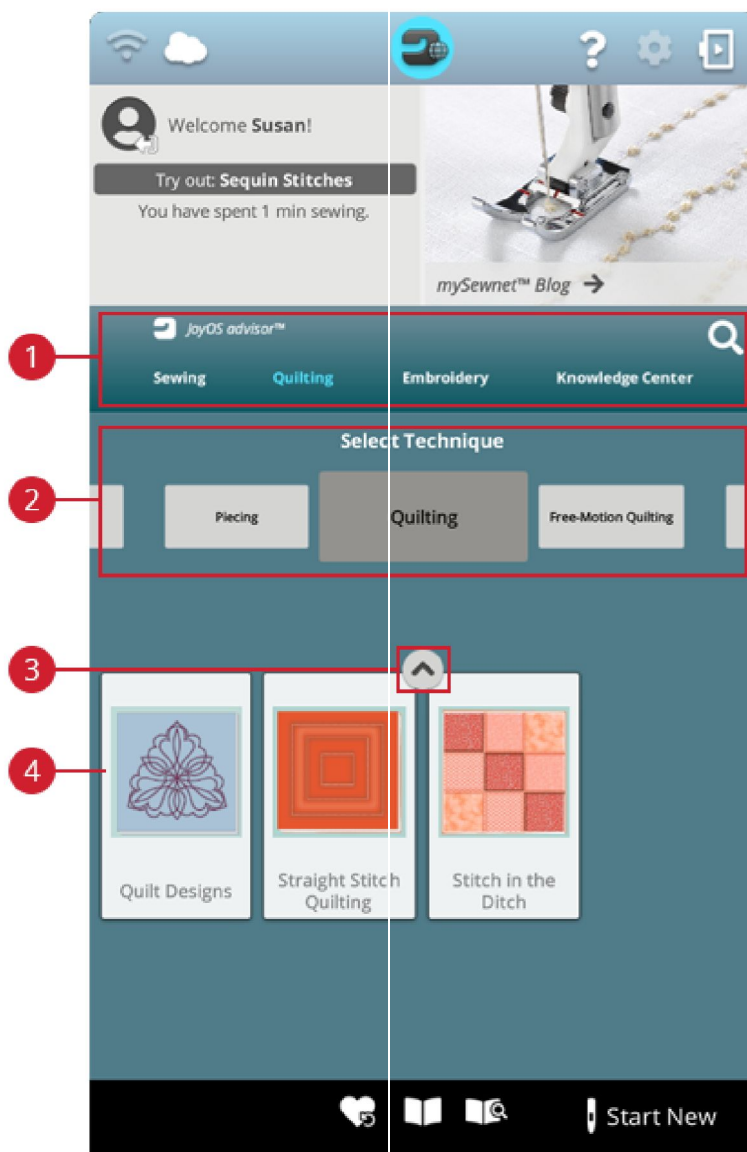 Welcome Susan!
Try out: Sequin Stitches
You have spent 1 min sewing.
mySewnet™ Blog →
1
JoyOS advisor™
Sewing Quilting Embroidery Knowledge Center
2
Select Technique
Piecing Quilting Free-Motion Quilting
3
4
Quilt Designs
Straight Stitch
Quilting
Stitch in the
Ditch
Start New